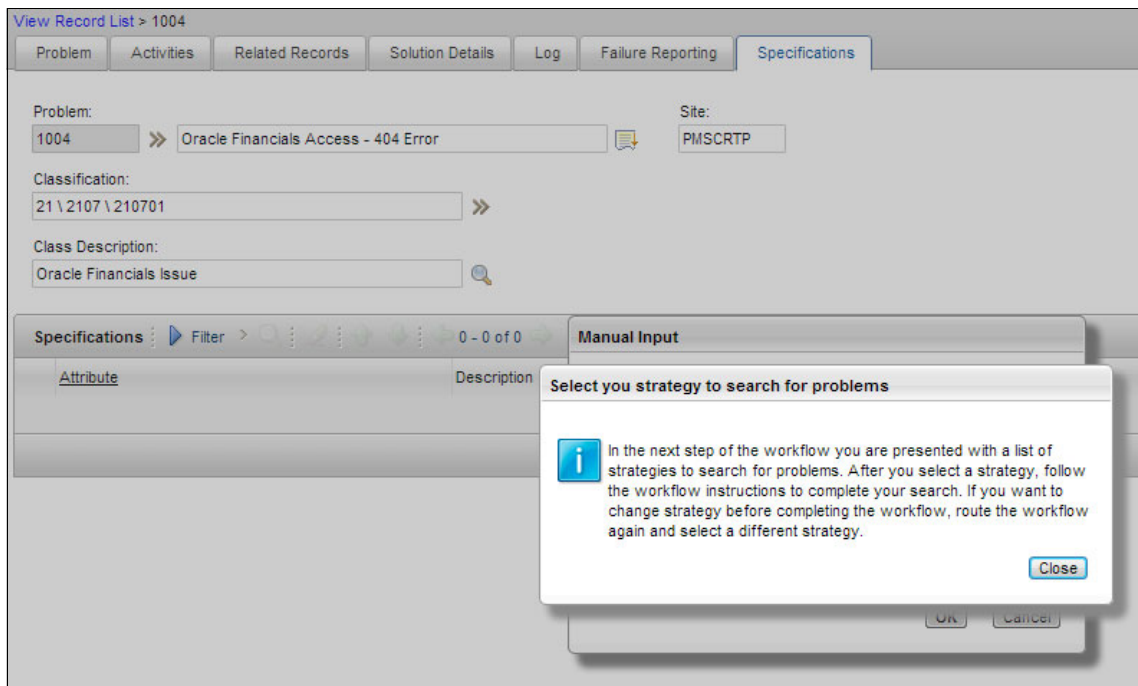 View Record List > 1004
Problem Activities Related Records Solution Details Log Failure Reporting Specifications
Problem: Site:
1004 Oracle Financials Access - 404 Error PMSCRTP
Classification:
21 \ 2107 \ 210701
Class Description:
Oracle Financials Issue
Specifications Filter 0 - 0 of 0 Manual Input
Attribute Description
Select you strategy to search for problems
In the next step of the workflow you are presented with a list of
strategies to search for problems. After you select a strategy, follow
the workflow instructions to complete your search. If you want to
change strategy before completing the workflow, route the workflow
again and select a different strategy.
Close
OK Cancel